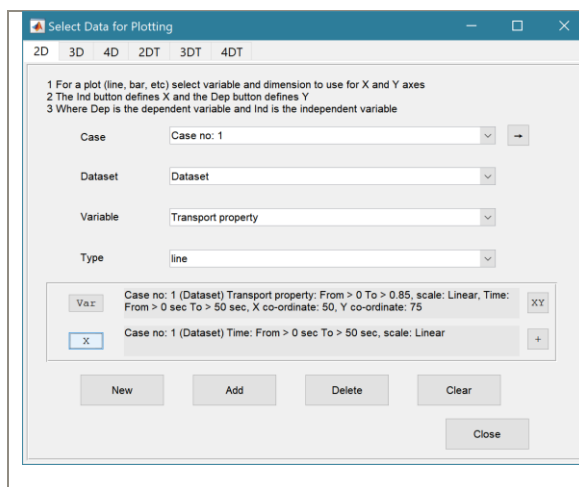 Select Data for Plotting
2D 3D 4D 2DT 3DT 4DT
1 For a plot (line, bar, etc) select variable and dimension to use for X and Y axes
2 The Ind button defines X and the Dep button defines Y
3 Where Dep is the dependent variable and Ind is the independent variable
Case Case no: 1 →
Dataset Dataset
Variable Transport property
Type line
Var Case no: 1 (Dataset) Transport property: From > 0 To > 0.85, scale: Linear, Time:
From > 0 sec To > 50 sec, X co-ordinate: 50, Y co-ordinate: 75 XY
X Case no: 1 (Dataset) Time: From > 0 sec To > 50 sec, scale: Linear +
New Add Delete Clear
Close